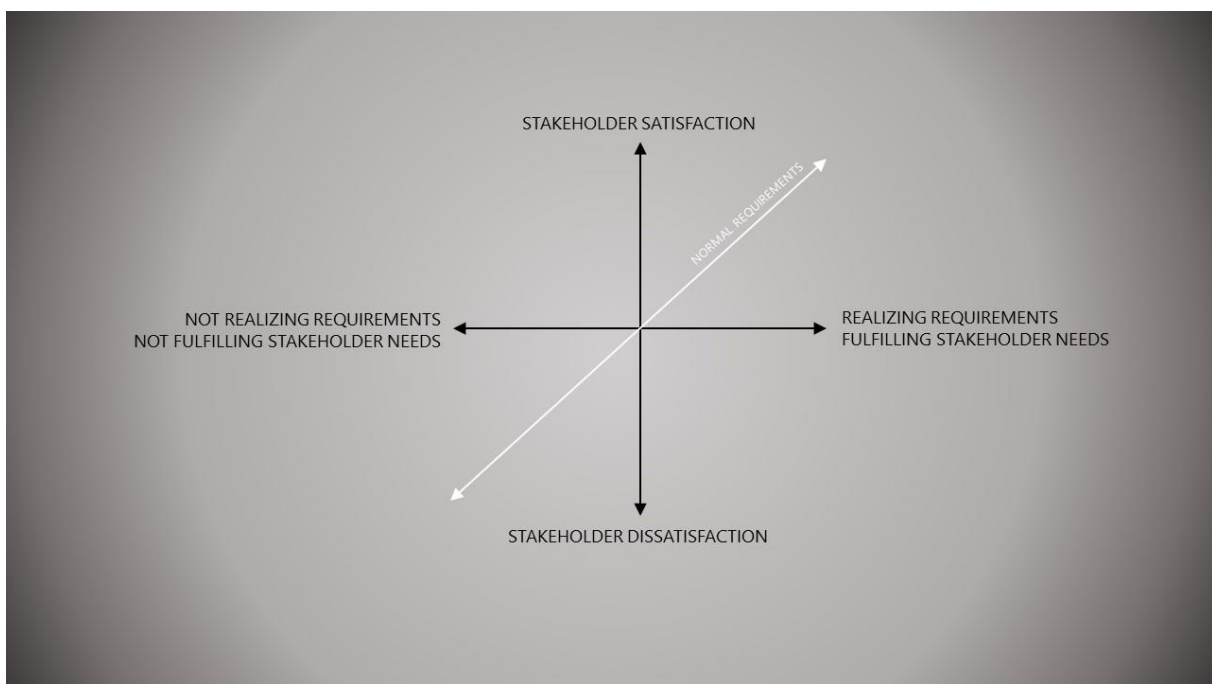 STAKEHOLDER SATISFACTION
NORMAL REQUIREMENTS
NOT REALIZING REQUIREMENTS
NOT FULFILLING STAKEHOLDER NEEDS
REALIZING REQUIREMENTS
FULFILLING STAKEHOLDER NEEDS
STAKEHOLDER DISSATISFACTION